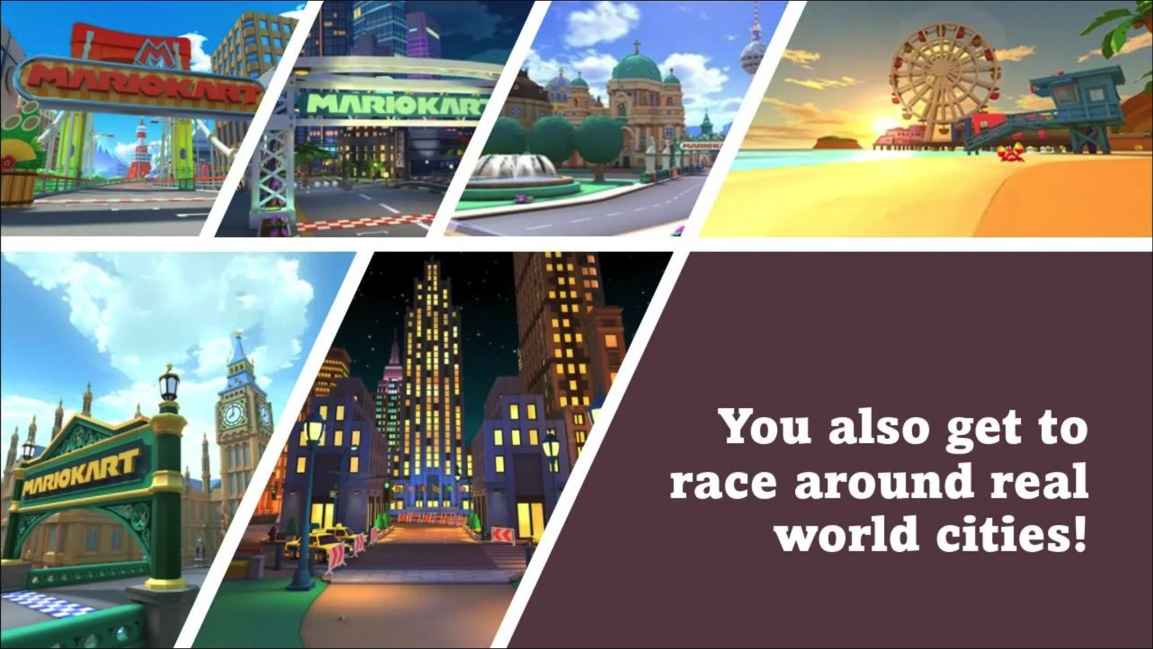 M
MARIOKART
MARIOKART
MARIOKART
MARIOKART
You also get to
race around real
world cities!